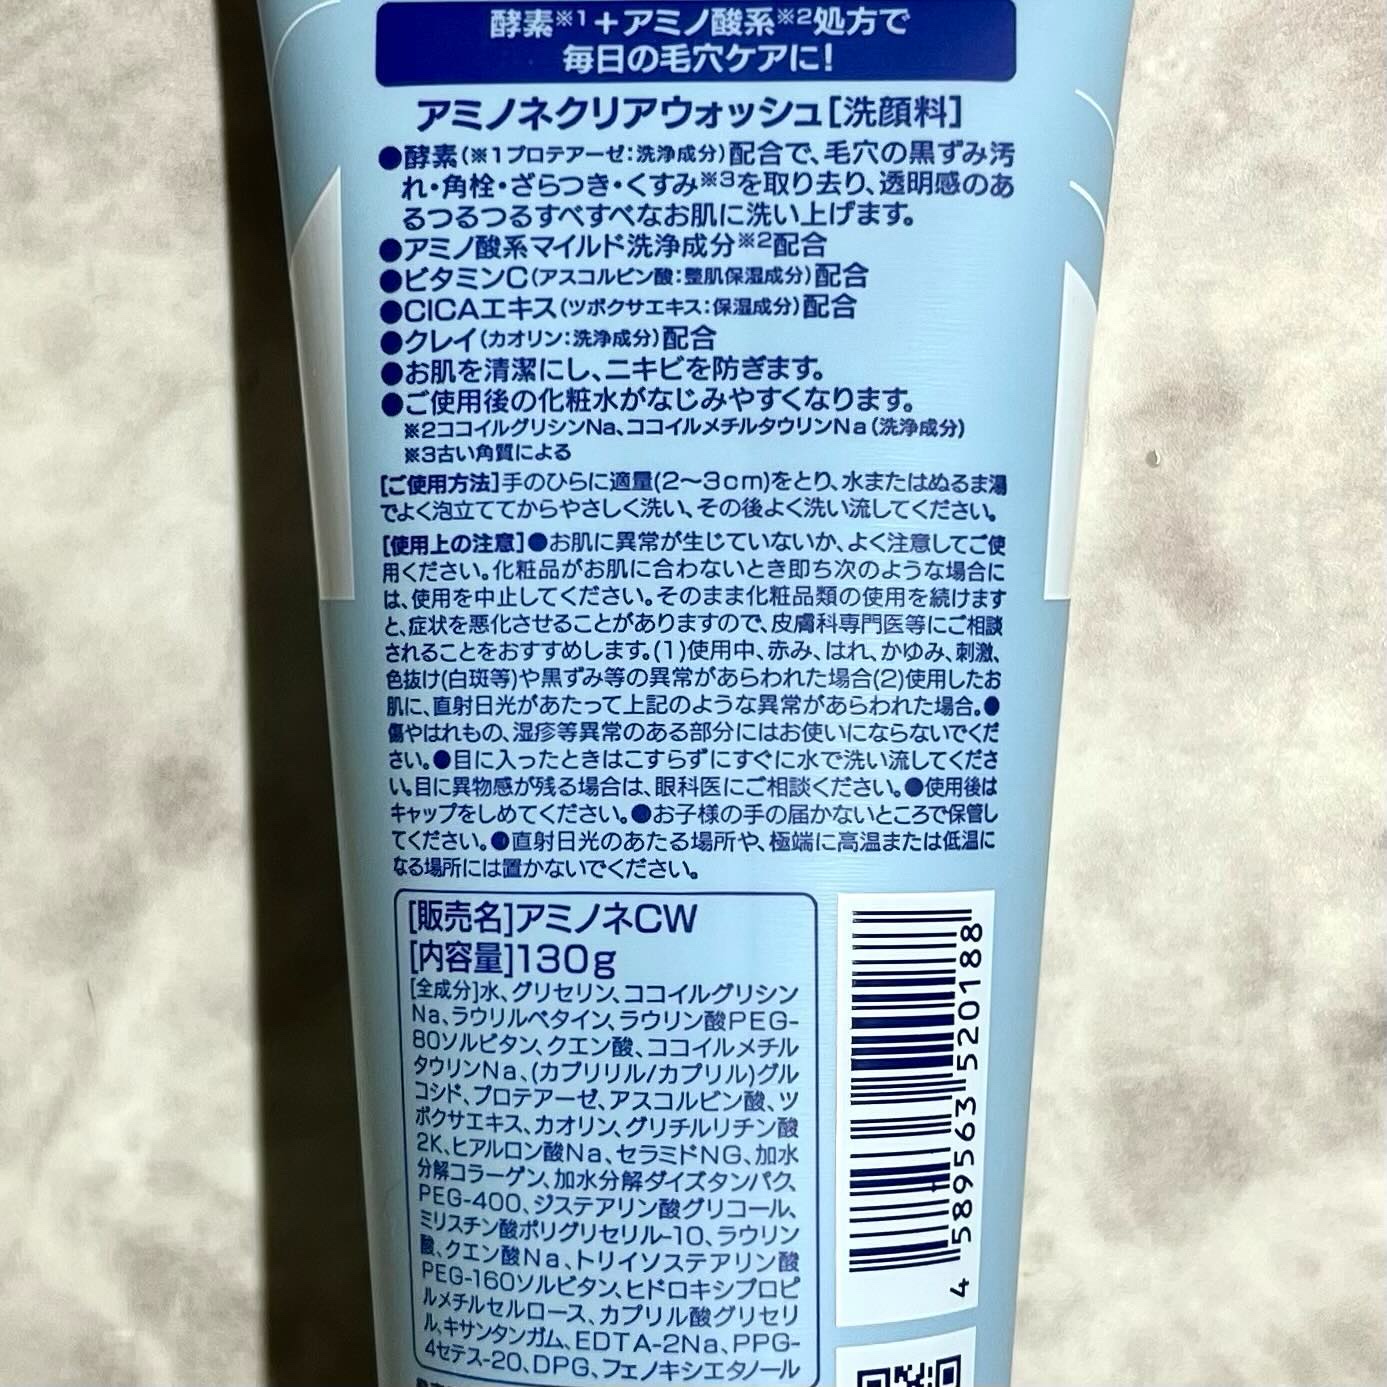 酵素※1+アミノ酸系※2処方で
毎日の毛穴ケアに!
アミノネクリアウォッシュ[洗顔料]
●酵素(※1プロテアーゼ:洗浄成分)配合で、毛穴の黒ずみ汚
れ・角栓・ざらつき・くすみ※3を取り去り、透明感のあ
るつるつるすべすべなお肌に洗い上げます。
●アミノ酸系マイルド洗浄成分※2配合
●ビタミンC(アスコルビン酸:整肌保湿成分)配合
●CICAエキス(ツボクサエキス:保湿成分)配合
●クレイ(カオリン:洗浄成分)配合
●お肌を清潔にし、ニキビを防ぎます。
●ご使用後の化粧水がなじみやすくなります。
※2ココイルグリシンNa、ココイルメチルタウリンNa(洗浄成分)
※3古い角質による
[ご使用方法]手のひらに適量(2〜3cm)をとり、水またはぬるま湯
でよく泡立ててからやさしく洗い、その後よく洗い流してください。
[使用上の注意]●お肌に異常が生じていないか、よく注意してご使
用ください。化粧品がお肌に合わないとき即ち次のような場合に
は、使用を中止してください。そのまま化粧品類の使用を続けます
と、症状を悪化させることがありますので、皮膚科専門医等にご相談
されることをおすすめします。(1)使用中、赤み、はれ、かゆみ、刺激、
色抜け(白斑等)や黒ずみ等の異常があらわれた場合(2)使用したお
肌に、直射日光があたって上記のような異常があらわれた場合。●
傷やはれもの、湿疹等異常のある部分にはお使いにならないでくだ
さい。●目に入ったときはこすらずにすぐに水で洗い流してくださ
い。目に異物感が残る場合は、眼科医にご相談ください。●使用後は
キャップをしめてください。●お子様の手の届かないところで保管し
てください。●直射日光のあたる場所や、極端に高温または低温に
なる場所には置かないでください。
[販売名]アミノネCW
[内容量]130g
[全成分]水、グリセリン、ココイルグリシン
Na、ラウリルベタイン、ラウリン酸PEG-
80ソルビタン、クエン酸、ココイルメチル
タウリンNa、(カプリリル/カプリル)グル
コシド、プロテアーゼ、アスコルビン酸、ツ
ボクサエキス、カオリン、グリチルリチン酸
2K、ヒアルロン酸Na、セラミドNG、加水
分解コラーゲン、加水分解ダイズタンパク、
PEG-400、ジステアリン酸グリコール、
ミリスチン酸ポリグリセリル-10、ラウリン
酸、クエン酸Na、トリイソステアリン酸
PEG-160ソルビタン、ヒドロキシプロピ
ルメチルセルロース、カプリル酸グリセリ
ル、キサンタンガム、EDTA-2Na、PPG-
4セテス-20、DPG、フェノキシエタノール
4 589563 520188